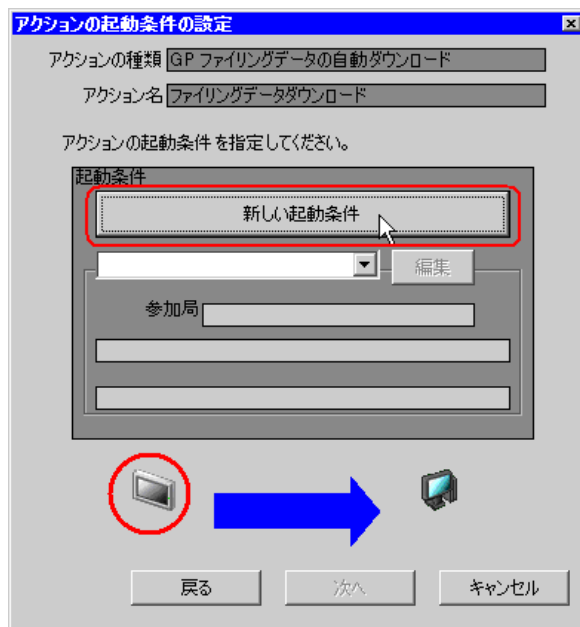 アクションの起動条件の設定
アクションの種類 GP ファイリングデータの自動ダウンロード
アクション名 ファイリングデータダウンロード
アクションの起動条件 を指定してください。
起動条件
新しい起動条件
編集
参加局
戻る 次へ キャンセル